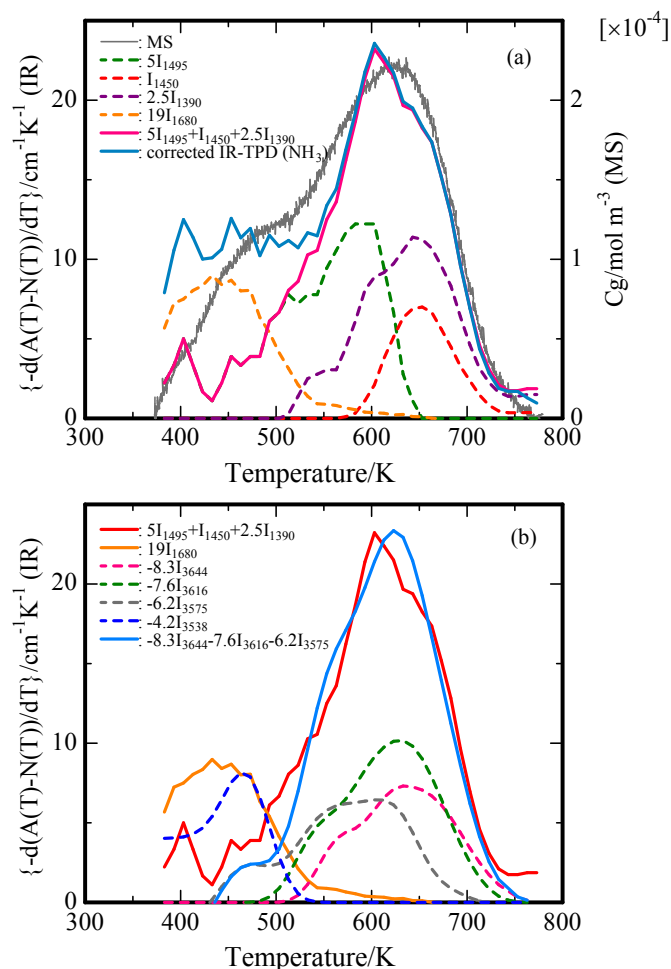 [×10⁻⁴]
(a)
: MS
: 5I₁₄₉₅
: I₁₄₅₀
: 2.5I₁₃₉₀
: 19I₁₆₈₀
: 5I₁₄₉₅+I₁₄₅₀+2.5I₁₃₉₀
: corrected IR-TPD (NH₃)
{-d(A(T)-N(T))/dT}/cm⁻¹K⁻¹ (IR)
20
10
0
Cg/mol m⁻³ (MS)
2
1
0
300 400 500 600 700 800
Temperature/K
(b)
: 5I₁₄₉₅+I₁₄₅₀+2.5I₁₃₉₀
: 19I₁₆₈₀
: -8.3I₃₆₄₄
: -7.6I₃₆₁₆
: -6.2I₃₅₇₅
: -4.2I₃₅₃₈
: -8.3I₃₆₄₄-7.6I₃₆₁₆-6.2I₃₅₇₅
{-d(A(T)-N(T))/dT}/cm⁻¹K⁻¹ (IR)
20
10
0
300 400 500 600 700 800
Temperature/K